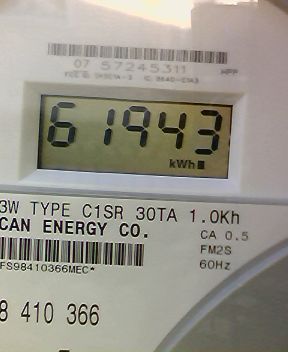 07 57245311
61943
kWh
3W TYPE C1SR 30TA 1.0Kh
CAN ENERGY CO.
CA 0.5
FM2S
60Hz
FS98410366MEC*
8 410 366